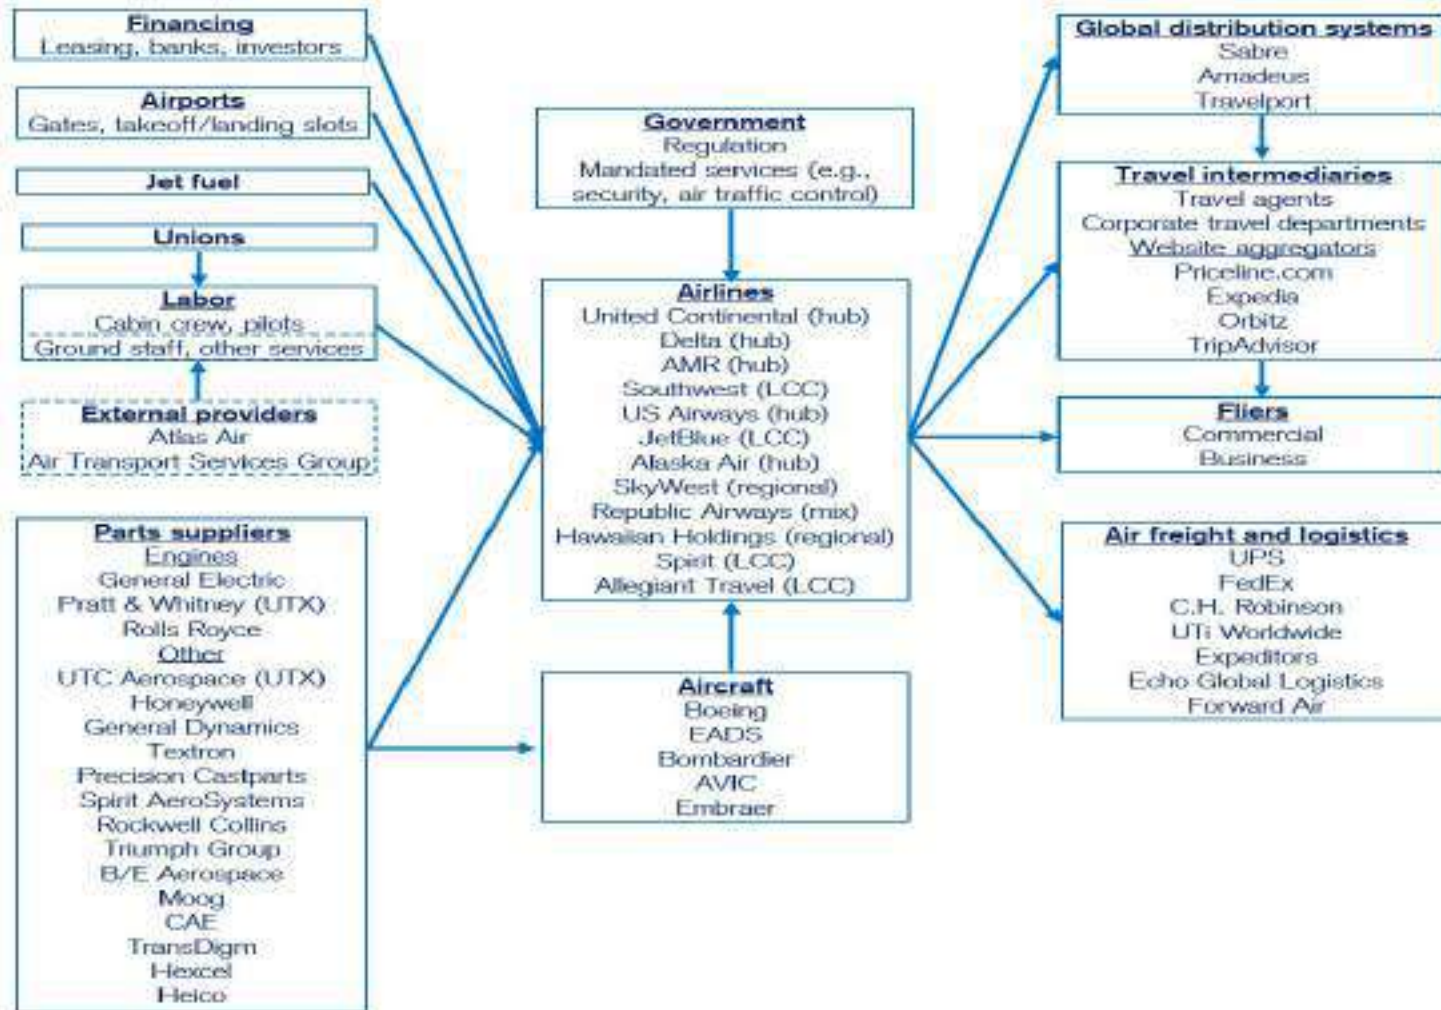 Financing
Leasing, banks, investors
Airports
Gates, takeoff/landing slots
Jet fuel
Unions
Labor
Cabin crew, pilots
Ground staff, other services
External providers
Atlas Air
Air Transport Services Group
Parts suppliers
Engines
General Electric
Pratt & Whitney (UTX)
Rolls Royce
Other
UTC Aerospace (UTX)
Honeywell
General Dynamics
Textron
Precision Castparts
Spirit AeroSystems
Rockwell Collins
Triumph Group
B/E Aerospace
Moog
CAE
TransDigm
Hexcel
Heico
Government
Regulation
Mandated services (e.g.,
security, air traffic control)
Airlines
United Continental (hub)
Delta (hub)
AMR (hub)
Southwest (LCC)
US Airways (hub)
JetBlue (LCC)
Alaska Air (hub)
SkyWest (regional)
Republic Airways (mix)
Hawaiian Holdings (regional)
Spirit (LCC)
Allegiant Travel (LCC)
Aircraft
Boeing
EADS
Bombardier
AVIC
Embraer
Global distribution systems
Sabre
Amadeus
Travelport
Travel intermediaries
Travel agents
Corporate travel departments
Website aggregators
Priceline.com
Expedia
Orbitz
TripAdvisor
Fliers
Commercial
Business
Air freight and logistics
UPS
FedEx
C.H. Robinson
UTi Worldwide
Expeditors
Echo Global Logistics
Forward Air